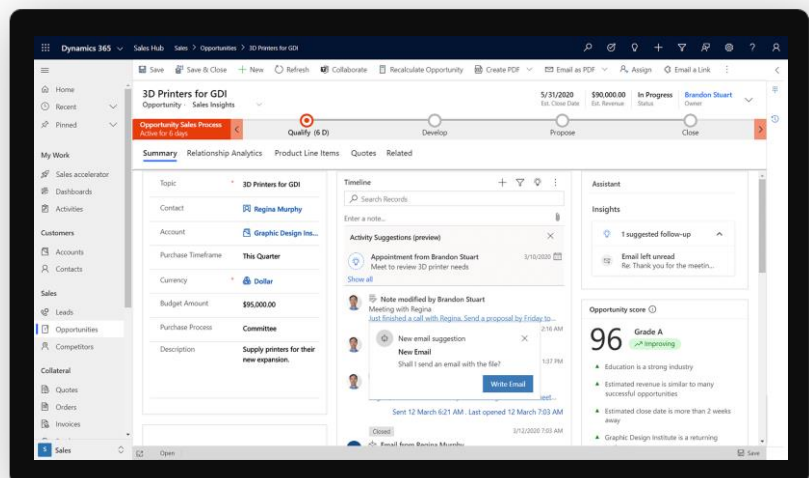 Dynamics 365
Sales Hub Sales > Opportunities > 3D Printers for GDI
Save Save & Close New Refresh Collaborate Recalculate Opportunity Create PDF Email as PDF Assign Email a Link
3D Printers for GDI
Opportunity · Sales Insights
5/31/2020
Est. Close Date
$90,000.00
Est. Revenue
In Progress
Status
Brandon Stuart
Owner
Opportunity Sales Process
Active for 6 days
Qualify (6 D)
Develop
Propose
Close
Summary Relationship Analytics Product Line Items Quotes Related
Home
Recent
Pinned
My Work
Sales accelerator
Dashboards
Activities
Customers
Accounts
Contacts
Sales
Leads
Opportunities
Competitors
Collateral
Quotes
Orders
Invoices
S Sales
Topic * 3D Printers for GDI
Contact Regina Murphy
Account Graphic Design Ins...
Purchase Timeframe This Quarter
Currency * Dollar
Budget Amount $95,000.00
Purchase Process Committee
Description Supply printers for their
new expansion.
Timeline
Search Records
Enter a note...
Activity Suggestions (preview)
Appointment from Brandon Stuart 3/10/2020
Meet to review 3D printer needs
Show all
Note modified by Brandon Stuart
Meeting with Regina
Just finished a call with Regina. Send a proposal by Friday to...
2:16 AM
New email suggestion
New Email
Shall I send an email with the file?
1:37 PM
Write Email
eet...
Sent 12 March 6:21 AM . Last opened 12 March 7:03 AM
Closed 3/12/2020 7:03 AM
Email from Regina Murphy
Assistant
Insights
1 suggested follow-up
Email left unread
Re: Thank you for the meetin...
Opportunity score
96
Grade A
Improving
Education is a strong industry
Estimated revenue is similar to many
successful opportunities
Estimated close date is more than 2 weeks
away
Graphic Design Institute is a returning
Open
Save